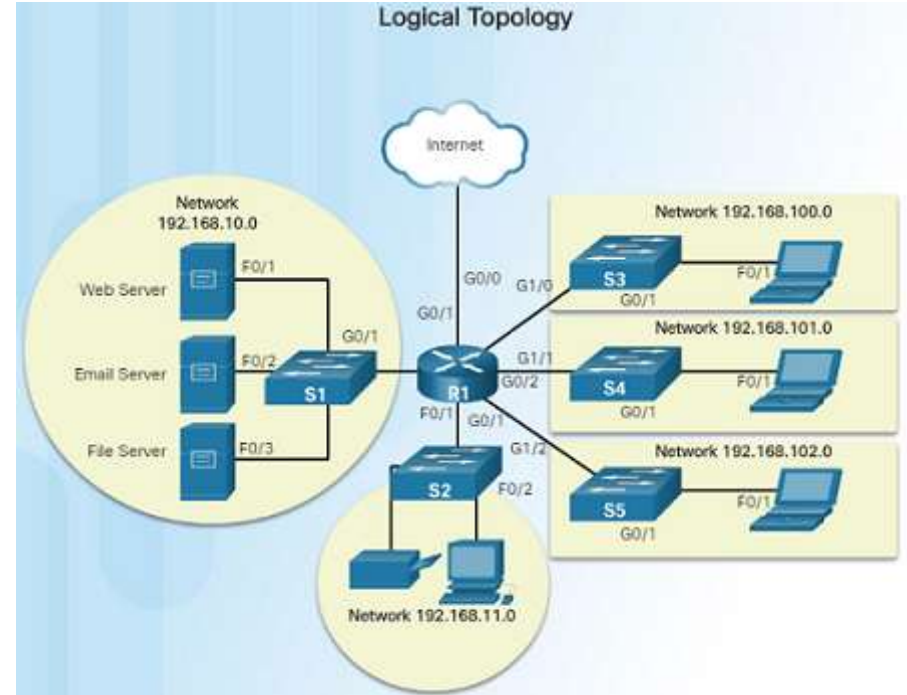 Logical Topology
Internet
Network
192.168.10.0
Web Server
F0/1
Email Server
F0/2
File Server
F0/3
G0/1
S1
G0/0
G0/1
R1
G1/0
G1/1
G0/2
F0/1
G0/1
G1/2
S2
F0/2
Network 192.168.11.0
Network 192.168.100.0
S3
F0/1
G0/1
Network 192.168.101.0
S4
F0/1
G0/1
Network 192.168.102.0
S5
F0/1
G0/1